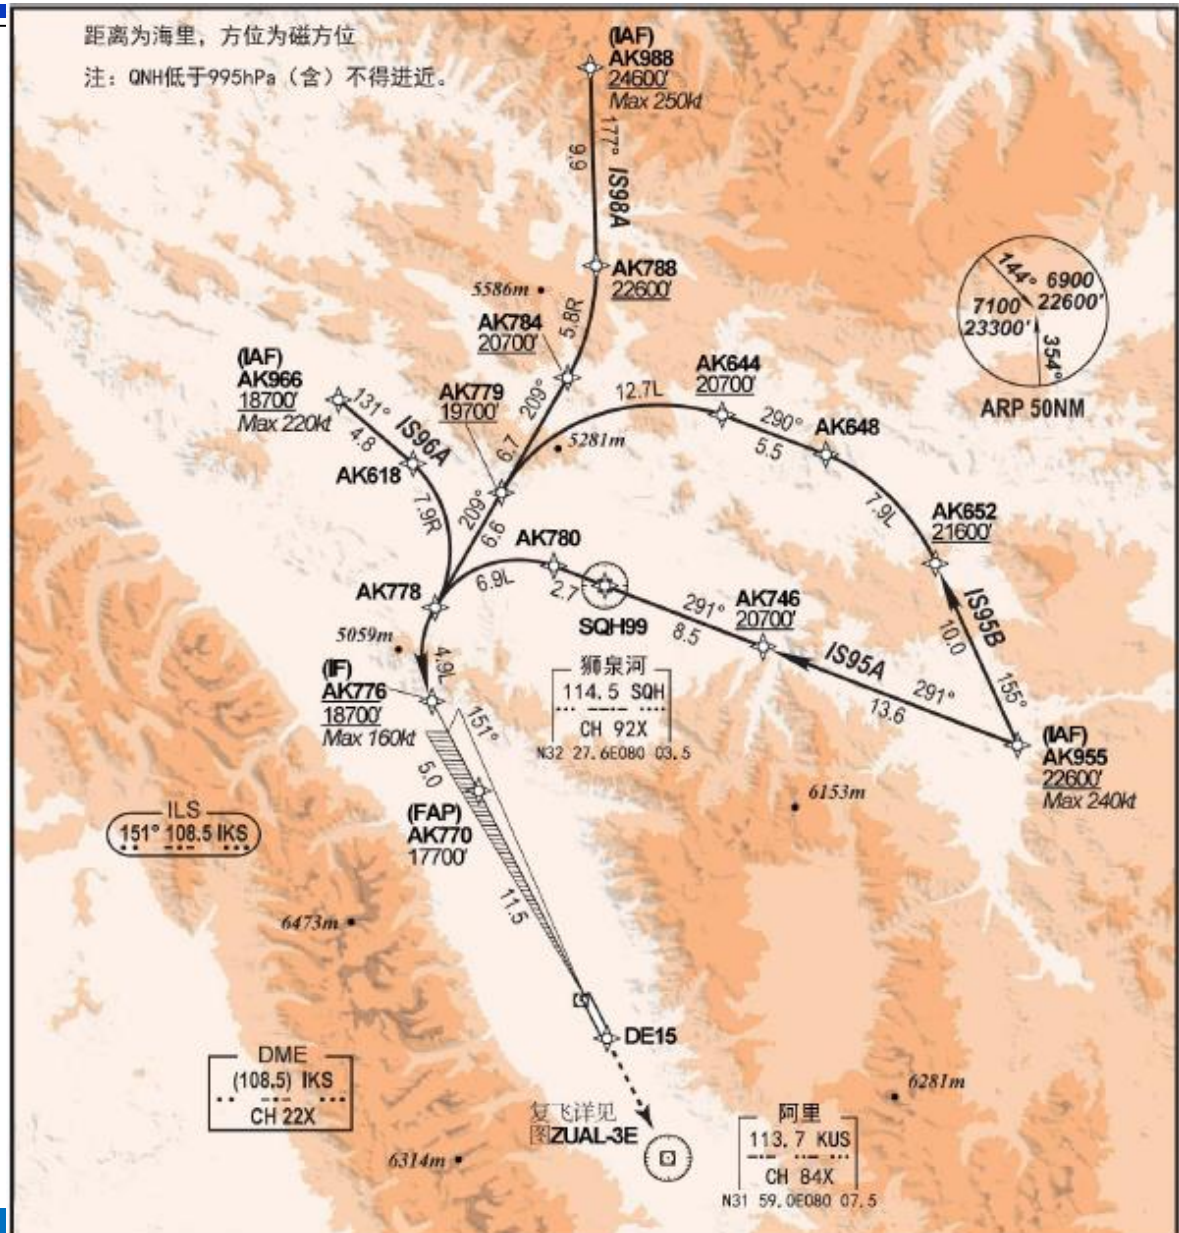 距离为海里，方位为磁方位
注：QNH低于995hPa（含）不得进近。
(IAF)
AK988
24600'
Max 250kt
177° IS98A
9.9
AK788
22600'
5586m
5.8R
AK784
20700'
144° 6900
22600'
7100
23300'
354°
ARP 50NM
(IAF)
AK966
18700'
Max 220kt
131° IS96A
4.8
AK618
7.9R
AK779
19700'
209°
6.7
5281m
12.7L
AK644
20700'
290°
5.5
AK648
7.9L
AK652
21600'
IS95B
10.0
155°
209°
6.6
AK780
6.9L
2.7
SQH99
291°
8.5
AK746
20700'
IS95A
291°
13.6
(IAF)
AK955
22600'
Max 240kt
AK778
5059m
4.9L
(IF)
AK776
18700'
Max 160kt
狮泉河
114.5 SQH
CH 92X
N32 27.6E080 03.5
151°
5.0
6153m
(FAP)
AK770
17700'
ILS
151° 108.5 IKS
11.5
6473m
DE15
DME
(108.5) IKS
CH 22X
6281m
复飞详见
图ZUAL-3E
阿里
113.7 KUS
CH 84X
N31 59.0E080 07.5
6314m